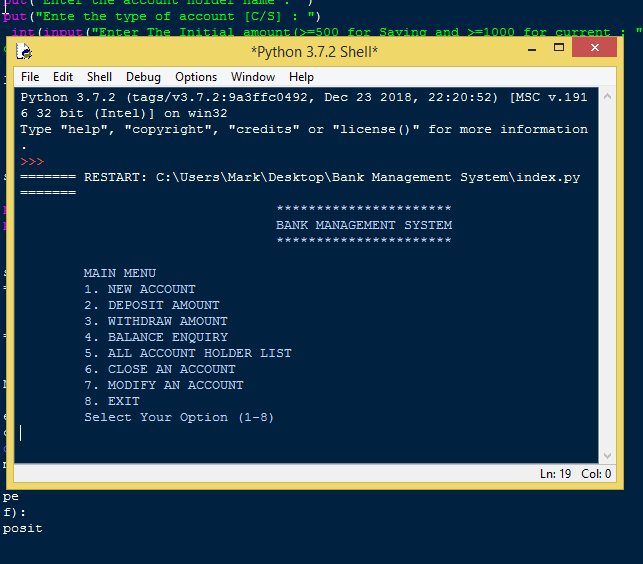 put("Enter the account holder name : ")
put("Ente the type of account [C/S] : ")
int(input("Enter The Initial amount(>=500 for Saving and >=1000 for current : "
*Python 3.7.2 Shell*
File Edit Shell Debug Options Window Help
Python 3.7.2 (tags/v3.7.2:9a3ffc0492, Dec 23 2018, 22:20:52) [MSC v.191
6 32 bit (Intel)] on win32
Type "help", "copyright", "credits" or "license()" for more information
.
>>>
======= RESTART: C:\Users\Mark\Desktop\Bank Management System\index.py
=======
**********************
BANK MANAGEMENT SYSTEM
**********************
MAIN MENU
1. NEW ACCOUNT
2. DEPOSIT AMOUNT
3. WITHDRAW AMOUNT
4. BALANCE ENQUIRY
5. ALL ACCOUNT HOLDER LIST
6. CLOSE AN ACCOUNT
7. MODIFY AN ACCOUNT
8. EXIT
Select Your Option (1-8)
Ln: 19 Col: 0
pe
f):
posit